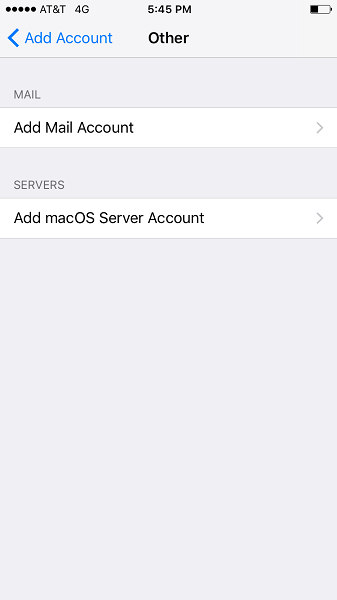 AT&T 4G 5:45 PM
Add Account Other
MAIL
Add Mail Account
SERVERS
Add macOS Server Account